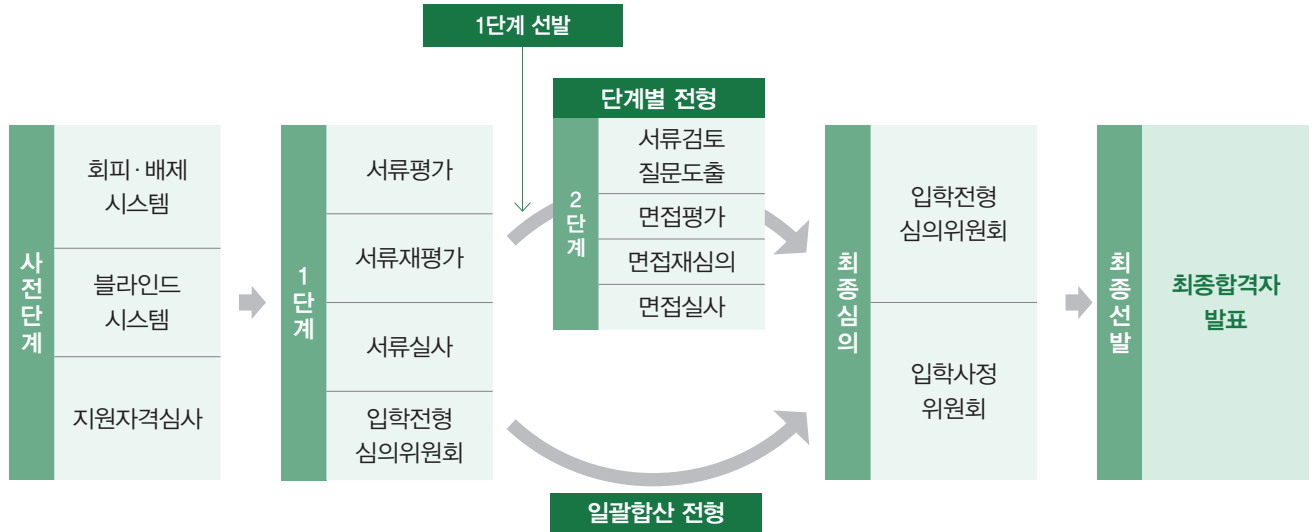 1단계 선발
단계별 전형
사전단계
회피·배제
시스템
블라인드
시스템
지원자격심사
1단계
서류평가
서류재평가
서류실사
입학전형
심의위원회
2단계
서류검토
질문도출
면접평가
면접재심의
면접실사
일괄합산 전형
최종심의
입학전형
심의위원회
입학사정
위원회
최종선발
최종합격자
발표